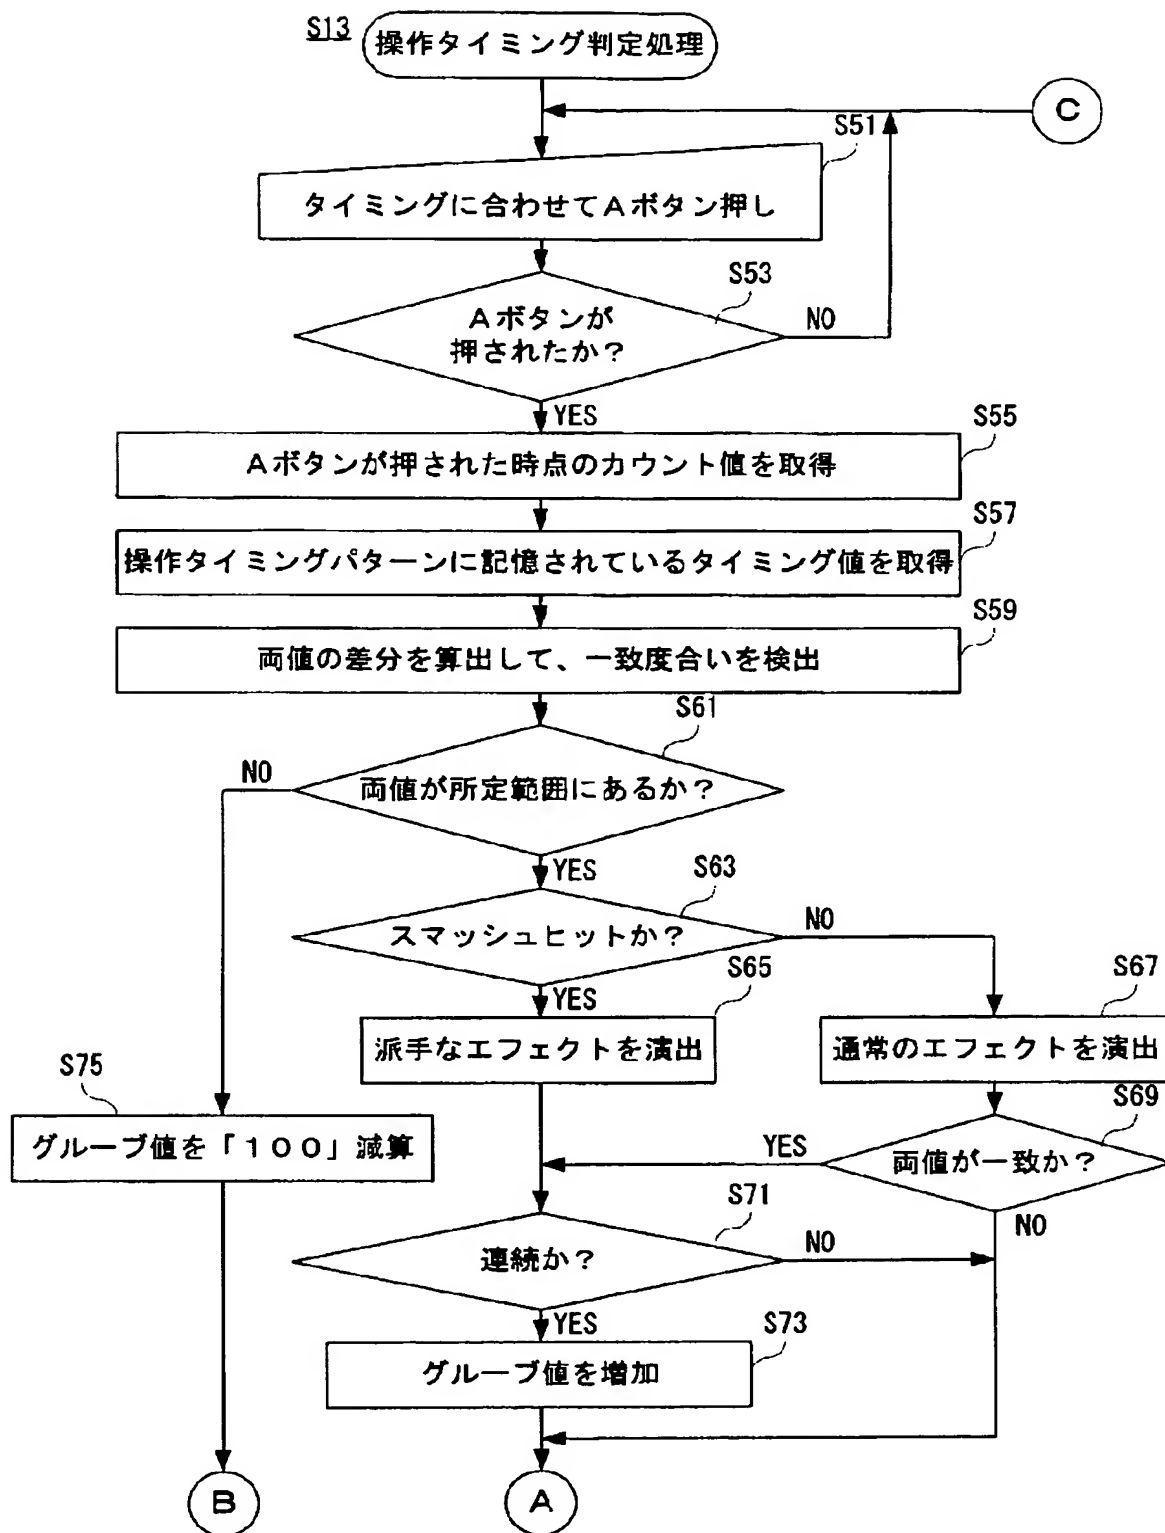 S13
操作タイミング判定処理
C
S51
タイミングに合わせてAボタン押し
S53
Aボタンが
押されたか？
NO
YES
S55
Aボタンが押された時点のカウント値を取得
S57
操作タイミングパターンに記憶されているタイミング値を取得
S59
両値の差分を算出して、一致度合いを検出
S61
両値が所定範囲にあるか？
NO
YES
S63
スマッシュヒットか？
NO
YES
S65
派手なエフェクトを演出
S67
通常のエフェクトを演出
S75
グルーブ値を「100」減算
S69
両値が一致か？
YES
NO
S71
連続か？
NO
YES
S73
グルーブ値を増加
B
A